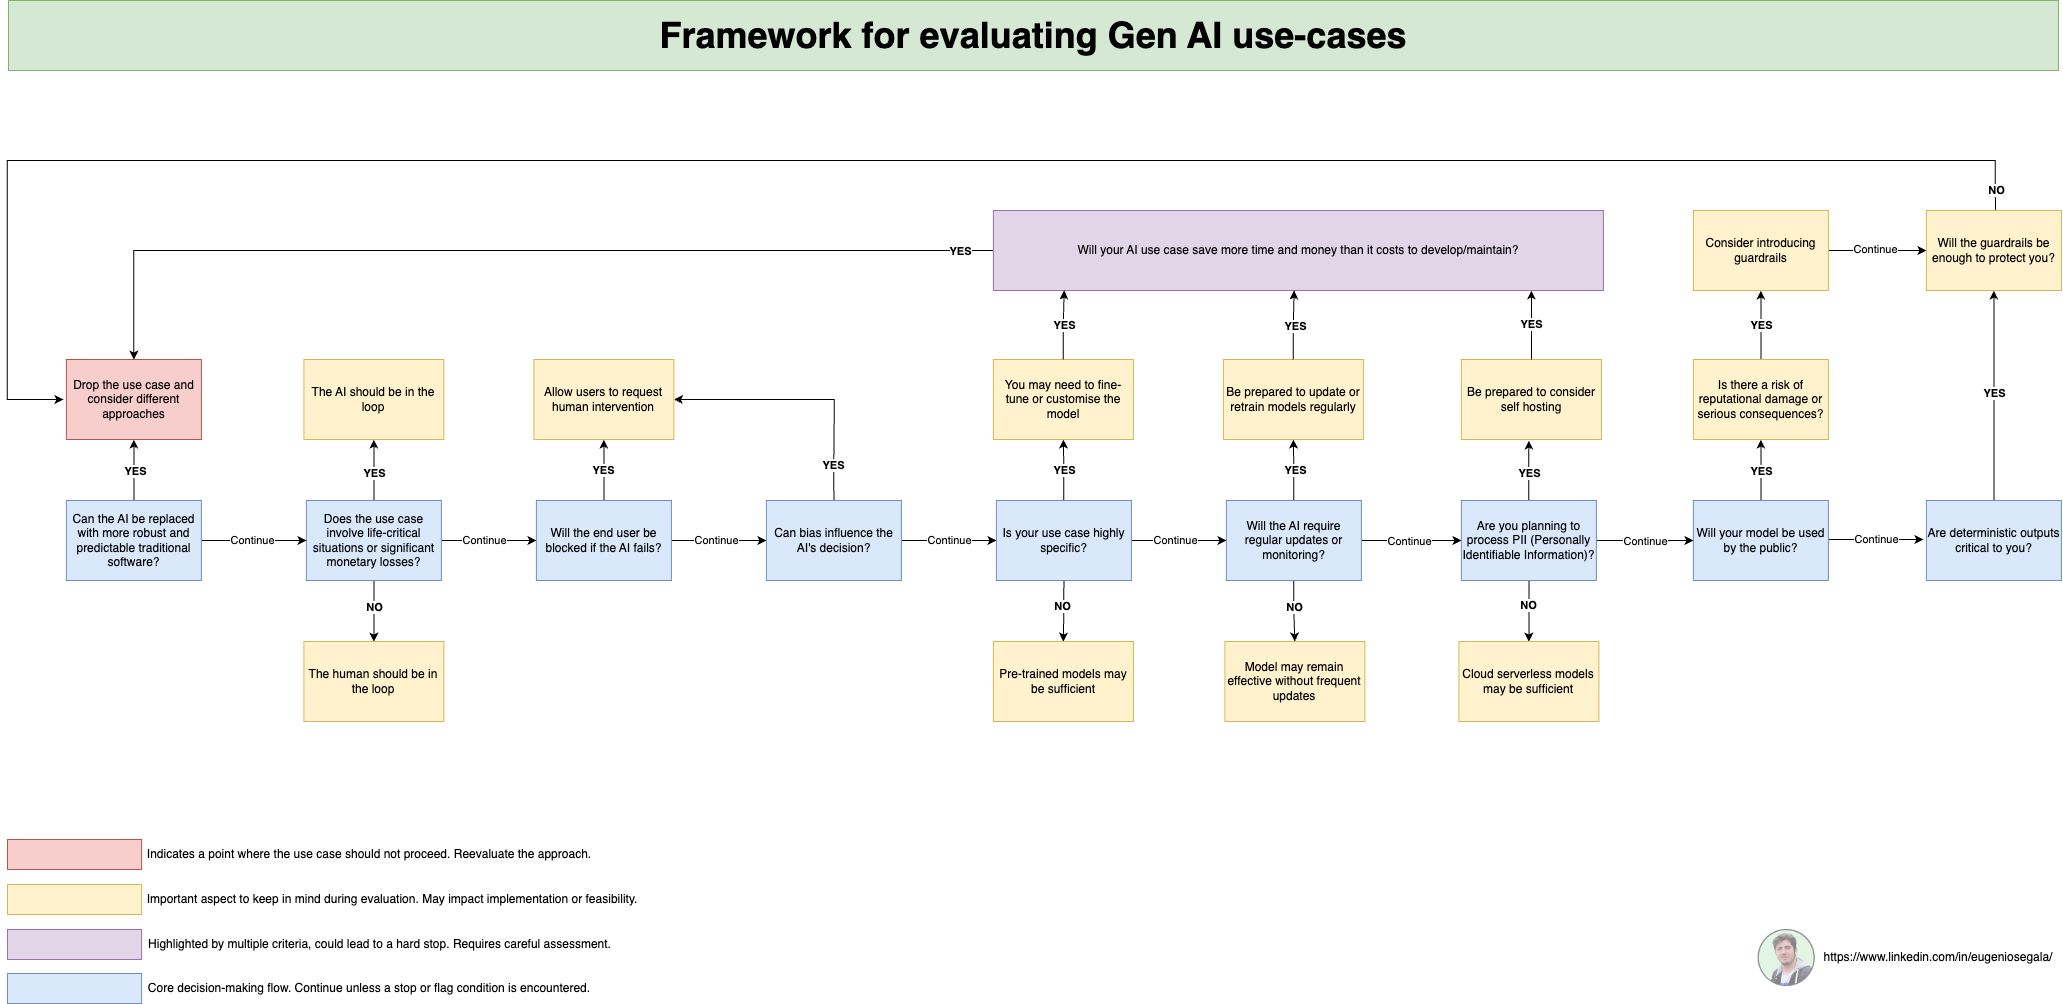 Framework for evaluating Gen AI use-cases
NO
Will your AI use case save more time and money than it costs to develop/maintain?
YES
Consider introducing
guardrails
Continue
Will the guardrails be
enough to protect you?
YES
YES
YES
YES
Drop the use case and
consider different
approaches
The AI should be in the
loop
Allow users to request
human intervention
You may need to fine-
tune or customise the
model
Be prepared to update or
retrain models regularly
Be prepared to consider
self hosting
Is there a risk of
reputational damage or
serious consequences?
YES
YES
YES
YES
YES
YES
YES
YES
YES
Can the AI be replaced
with more robust and
predictable traditional
software?
Continue
Does the use case
involve life-critical
situations or significant
monetary losses?
Continue
Will the end user be
blocked if the AI fails?
Continue
Can bias influence the
AI's decision?
Continue
Is your use case highly
specific?
Continue
Will the AI require
regular updates or
monitoring?
Continue
Are you planning to
process PII (Personally
Identifiable Information)?
Continue
Will your model be used
by the public?
Continue
Are deterministic outputs
critical to you?
NO
NO
NO
NO
The human should be in
the loop
Pre-trained models may
be sufficient
Model may remain
effective without frequent
updates
Cloud serverless models
may be sufficient
Indicates a point where the use case should not proceed. Reevaluate the approach.
Important aspect to keep in mind during evaluation. May impact implementation or feasibility.
Highlighted by multiple criteria, could lead to a hard stop. Requires careful assessment.
Core decision-making flow. Continue unless a stop or flag condition is encountered.
https://www.linkedin.com/in/eugeniosegala/